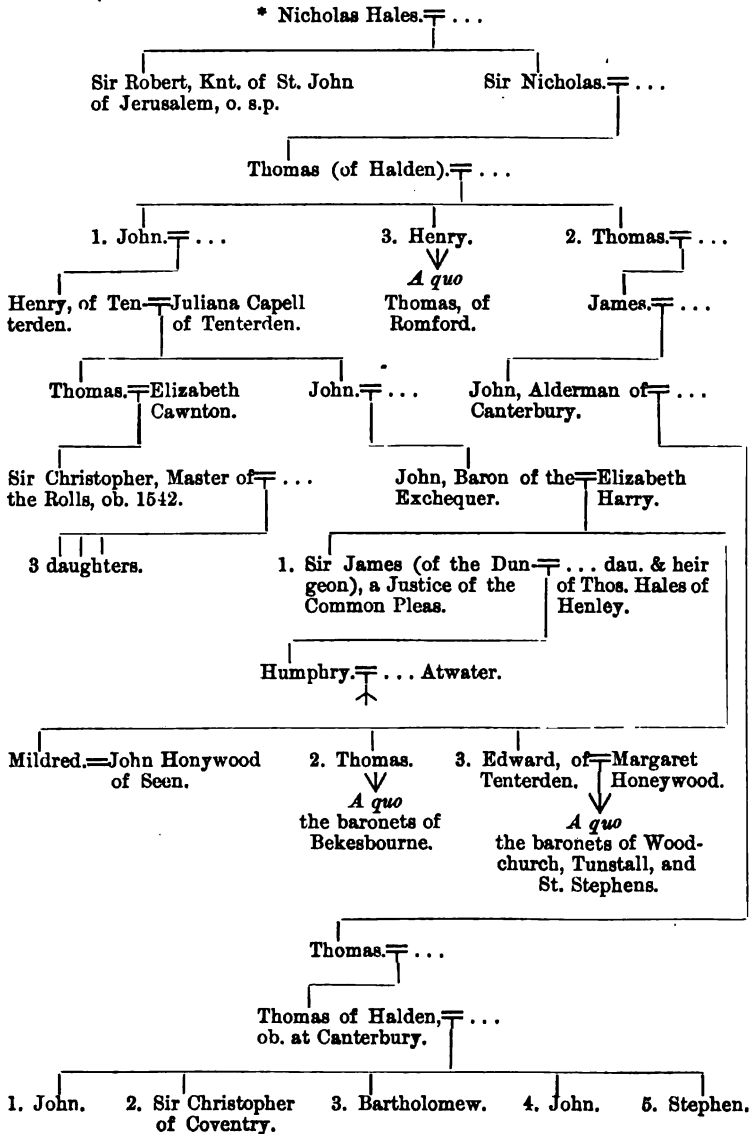 * Nicholas Hales.=...
Sir Robert, Knt. of St. John
of Jerusalem, o. s.p.
Sir Nicholas.=...
Thomas (of Halden).=...
1. John.=...
3. Henry.
A quo
Thomas, of
Romford.
2. Thomas.=...
Henry, of Ten-
terden.
=Juliana Capell
of Tenterden.
James.=...
Thomas.=Elizabeth
Cawnton.
John.=...
John, Alderman of=...
Canterbury.
Sir Christopher, Master of=...
the Rolls, ob. 1542.
John, Baron of the
Exchequer.
=Elizabeth
Harry.
3 daughters.
1. Sir James (of the Dun-
geon), a Justice of the
Common Pleas.
=... dau. & heir
of Thos. Hales of
Henley.
Humphry.=... Atwater.
Mildred.=John Honywood
of Seen.
2. Thomas.
A quo
the baronets of
Bekesbourne.
3. Edward, of
Tenterden.
=Margaret
Honeywood.
A quo
the baronets of Wood-
church, Tunstall, and
St. Stephens.
Thomas.=...
Thomas of Halden,=...
ob. at Canterbury.
1. John.
2. Sir Christopher
of Coventry.
3. Bartholomew.
4. John.
5. Stephen.